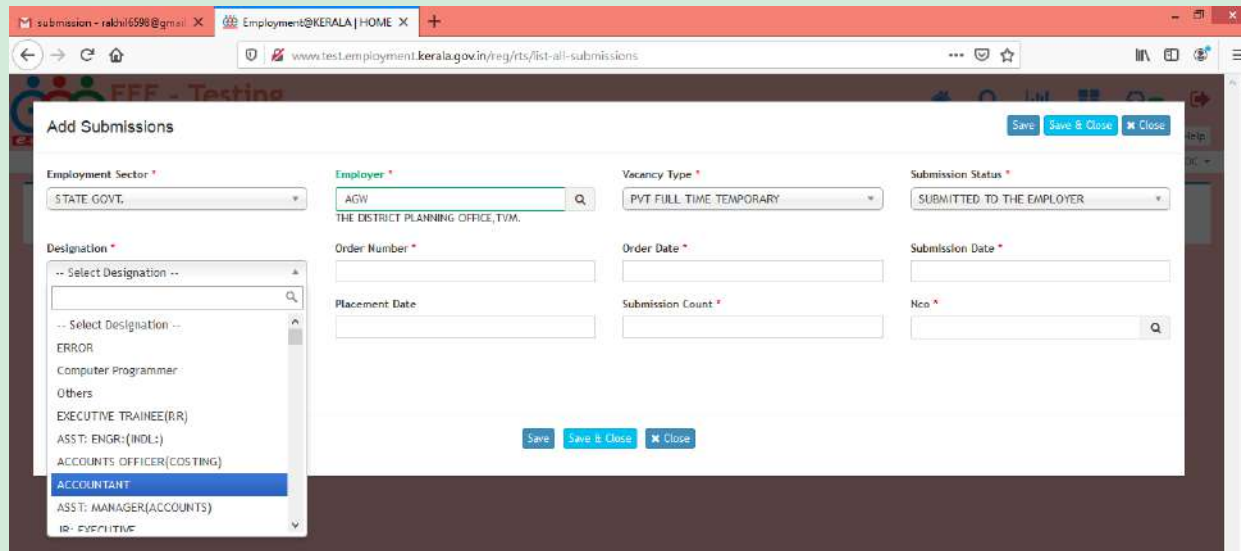 submission - rakhil6598@gmail
Employment@KERALA | HOME
www.test.employment.kerala.gov.in/reg/rts/list-all-submissions
EEE - Testing
Help
Add Submissions
Save Save & Close Close
Employment Sector * Employer * Vacancy Type * Submission Status *
STATE GOVT. AGW PVT FULL TIME TEMPORARY SUBMITTED TO THE EMPLOYER
THE DISTRICT PLANNING OFFICE,TVM.
Designation * Order Number * Order Date * Submission Date *
-- Select Designation --
Placement Date Submission Count * Nco *
-- Select Designation --
ERROR
Computer Programmer
Others
EXECUTIVE TRAINEE(RR)
ASST: ENGR:(INDL:)
Save Save & Close Close
ACCOUNTS OFFICER(COSTING)
ACCOUNTANT
ASST: MANAGER(ACCOUNTS)
JR: EXECUTIVE